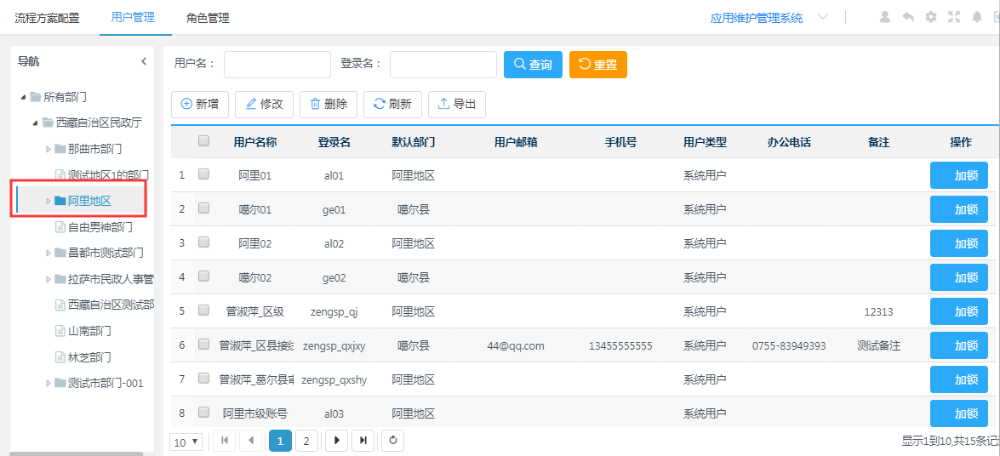 流程方案配置 用户管理 角色管理 应用维护管理系统
导航
所有部门
西藏自治区民政厅
那曲市部门
测试地区1的部门
阿里地区
自由男神部门
昌都市测试部门
拉萨市民政人事管
西藏自治区测试部
山南部门
林芝部门
测试市部门-001
用户名： 登录名： 查询 重置
新增 修改 删除 刷新 导出
用户名称 登录名 默认部门 用户邮箱 手机号 用户类型 办公电话 备注 操作
1 阿里01 al01 阿里地区 系统用户 加锁
2 噶尔01 ge01 噶尔县 系统用户 加锁
3 阿里02 al02 阿里地区 系统用户 加锁
4 噶尔02 ge02 噶尔县 系统用户 加锁
5 曾淑萍_区级 zengsp_qj 阿里地区 系统用户 12313 加锁
6 曾淑萍_区县接 zengsp_qxjxy 噶尔县 44@qq.com 13455555555 系统用户 0755-83949393 测试备注 加锁
7 曾淑萍_葛尔县 zengsp_qxshy 阿里地区 系统用户 加锁
8 阿里市级账号 al03 阿里地区 系统用户 加锁
10 1 2 显示1到10,共15条记